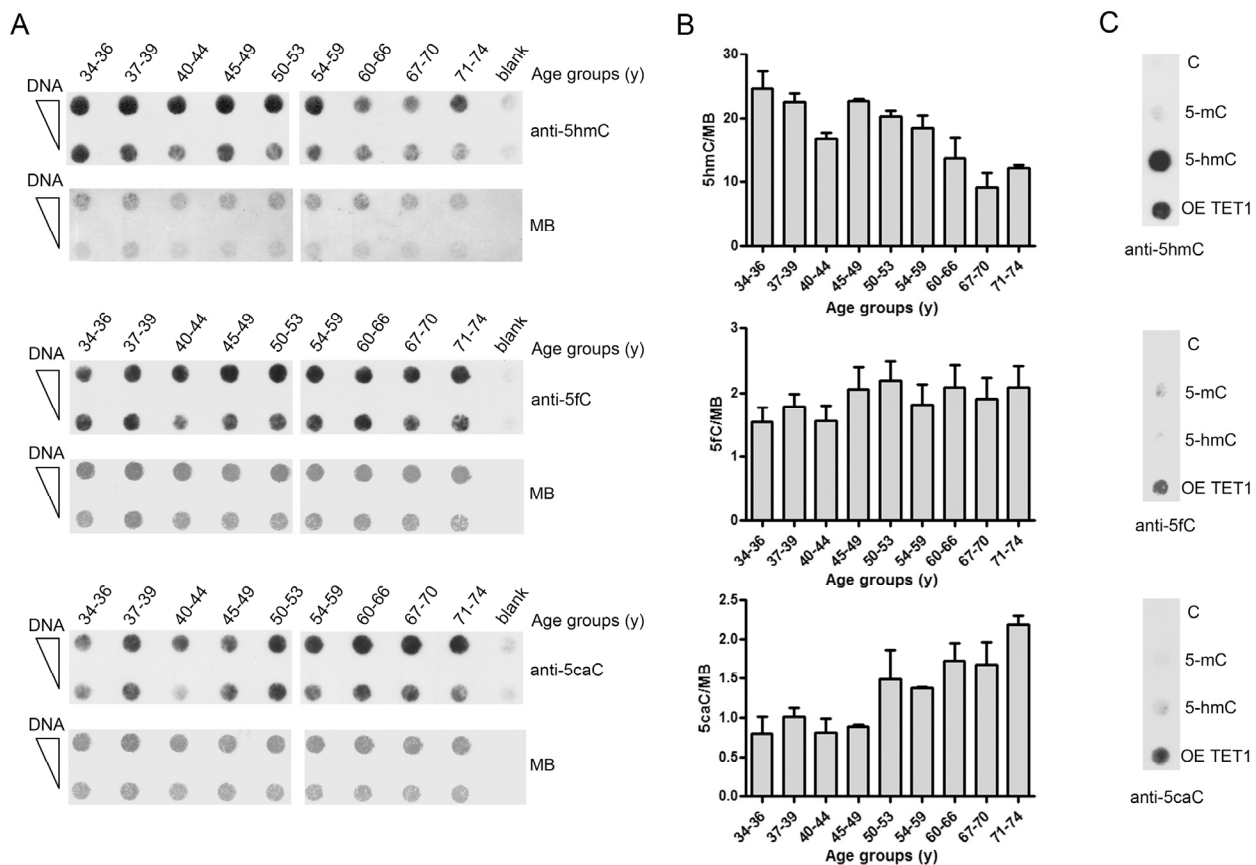 A
34-36 37-39 40-44 45-49 50-53 54-59 60-66 67-70 71-74 blank Age groups (y)
DNA
anti-5hmC
DNA
MB
34-36 37-39 40-44 45-49 50-53 54-59 60-66 67-70 71-74 blank Age groups (y)
DNA
anti-5fC
DNA
MB
34-36 37-39 40-44 45-49 50-53 54-59 60-66 67-70 71-74 blank Age groups (y)
DNA
anti-5caC
DNA
MB
B
5hmC/MB
30
20
10
0
34-36 37-39 40-44 45-49 50-53 54-59 60-66 67-70 71-74
Age groups (y)
5fC/MB
3
2
1
0
34-36 37-39 40-44 45-49 50-53 54-59 60-66 67-70 71-74
Age groups (y)
5caC/MB
2.5
2.0
1.5
1.0
0.5
0.0
34-36 37-39 40-44 45-49 50-53 54-59 60-66 67-70 71-74
Age groups (y)
C
C
5-mC
5-hmC
OE TET1
anti-5hmC
C
5-mC
5-hmC
OE TET1
anti-5fC
C
5-mC
5-hmC
OE TET1
anti-5caC